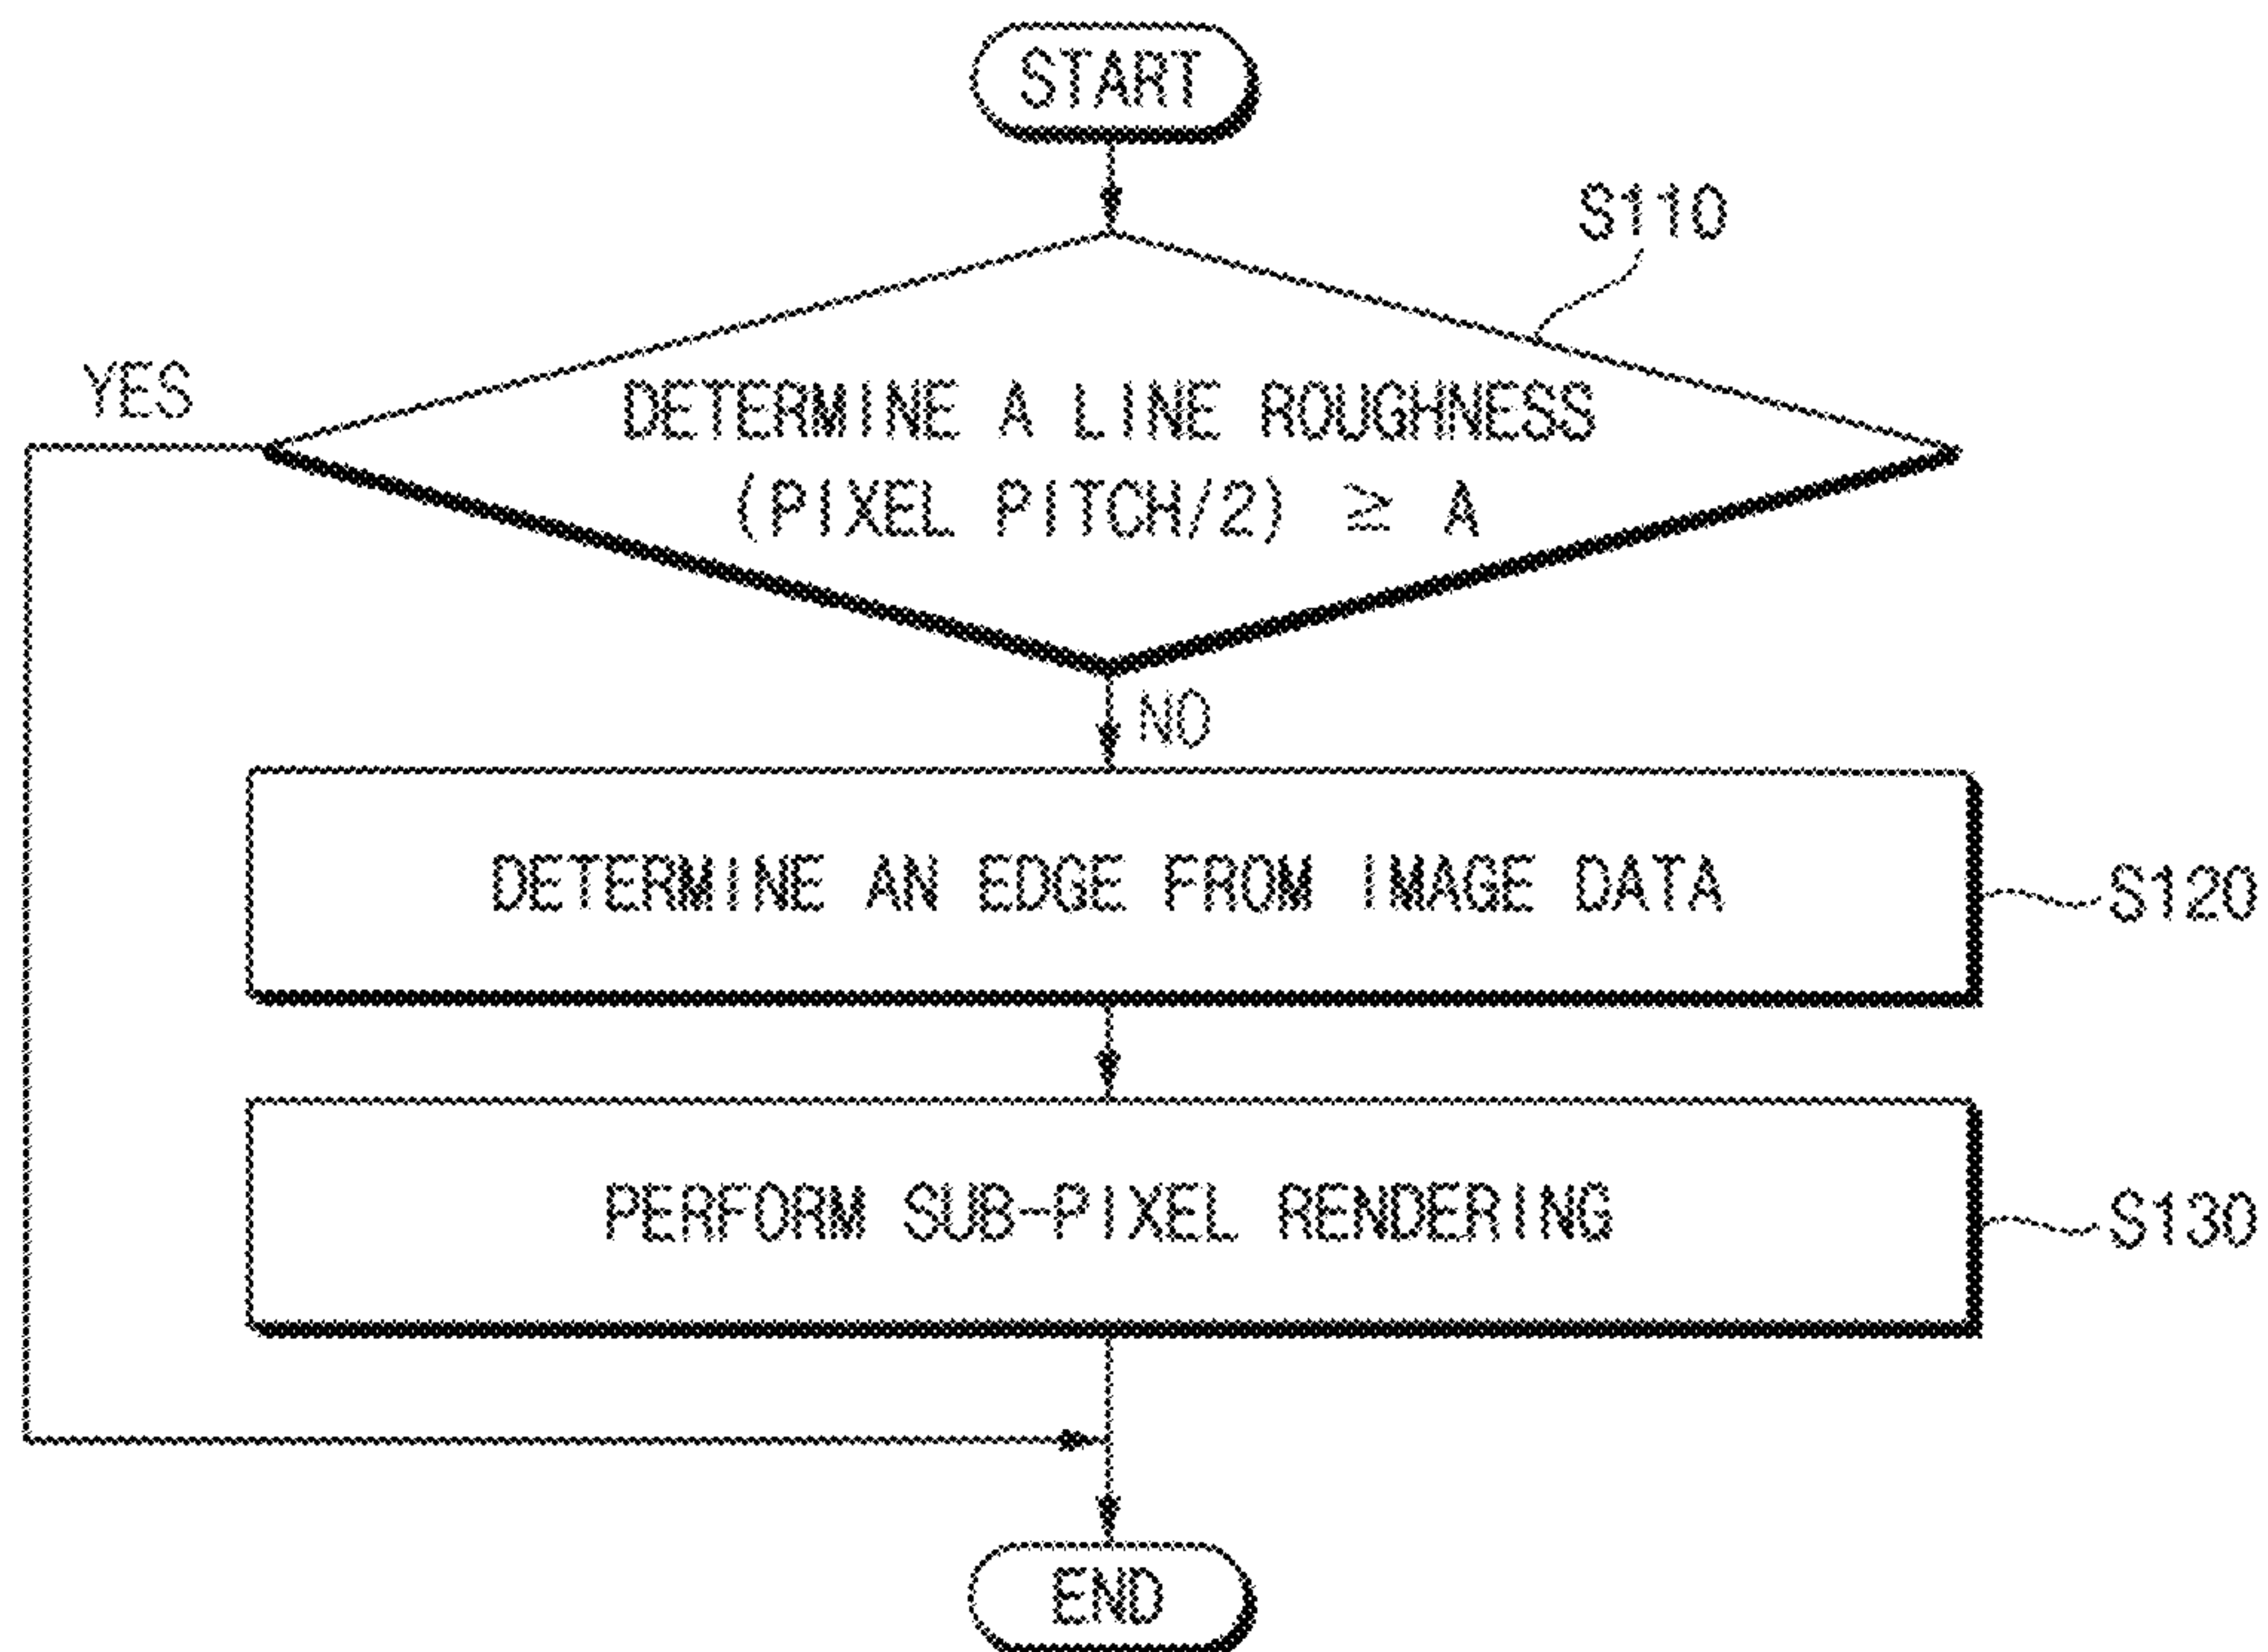 START
S110
YES
DETERMINE A LINE ROUGHNESS
(PIXEL PITCH/2) ≥ A
NO
DETERMINE AN EDGE FROM IMAGE DATA
S120
PERFORM SUB-PIXEL RENDERING
S130
END